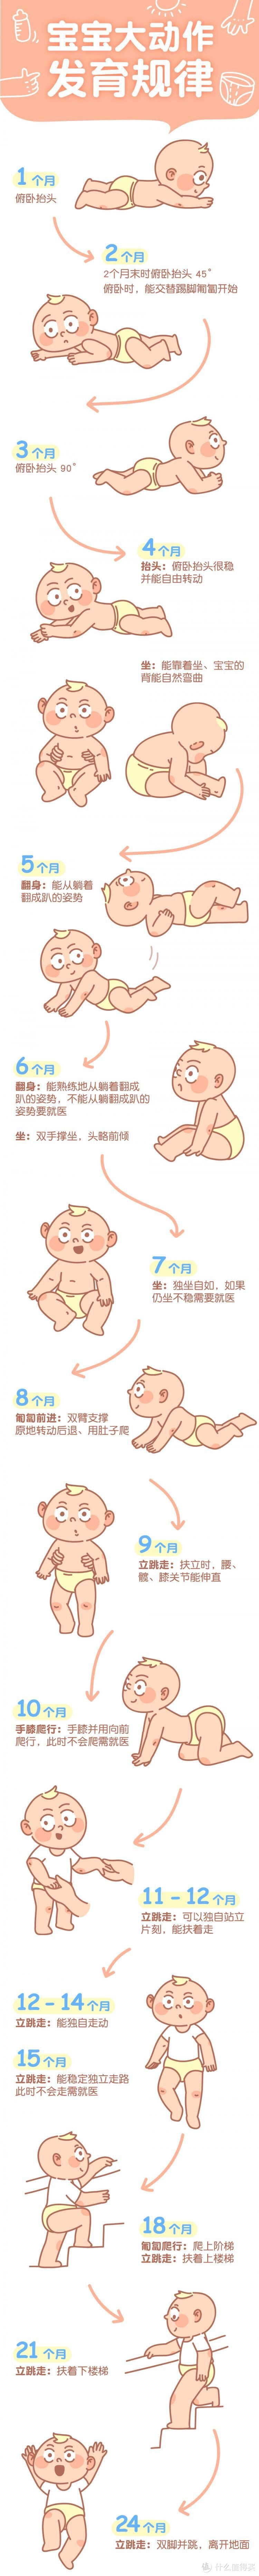 宝宝大动作
发育规律
1个月
俯卧抬头
2个月
2个月末时俯卧抬头 45°
俯卧时，能交替踢脚匍匐开始
3个月
俯卧抬头 90°
4个月
抬头：俯卧抬头很稳
并能自由转动
坐：能靠着坐、宝宝的
背能自然弯曲
5个月
翻身：能从躺着
翻成趴的姿势
6个月
翻身：能熟练地从躺着翻成
趴的姿势，不能从躺翻成趴的
姿势要就医
坐：双手撑坐，头略前倾
7个月
坐：独坐自如，如果
仍坐不稳需要就医
8个月
匍匐前进：双臂支撑
原地转动后退、用肚子爬
9个月
立跳走：扶立时，腰、
髋、膝关节能伸直
10个月
手膝爬行：手膝并用向前
爬行，此时不会爬需就医
11-12个月
立跳走：可以独自站立
片刻，能扶着走
12-14个月
立跳走：能独自走动
15个月
立跳走：能稳定独立走路
此时不会走需就医
18个月
匍匐爬行：爬上阶梯
立跳走：扶着上楼梯
21个月
立跳走：扶着下楼梯
24个月
立跳走：双脚并跳，离开地面
什么值得买